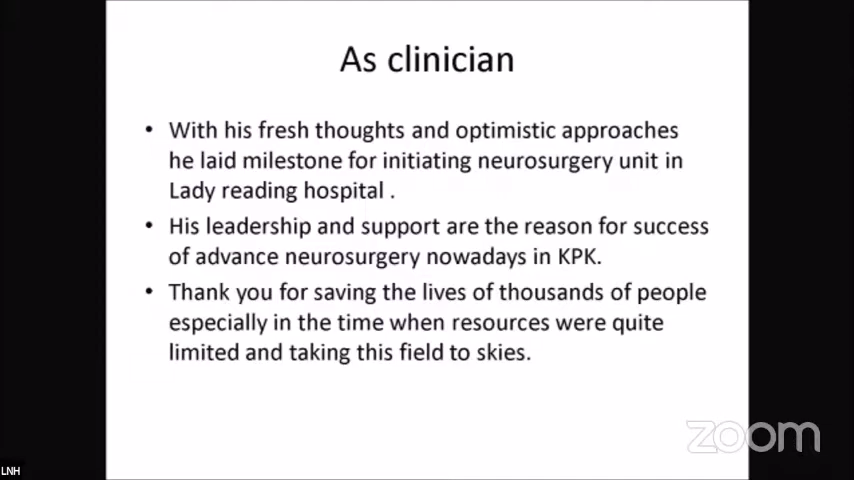 As clinician
• With his fresh thoughts and optimistic approaches
he laid milestone for initiating neurosurgery unit in
Lady reading hospital .
• His leadership and support are the reason for success
of advance neurosurgery nowadays in KPK.
• Thank you for saving the lives of thousands of people
especially in the time when resources were quite
limited and taking this field to skies.
zoom
LNH